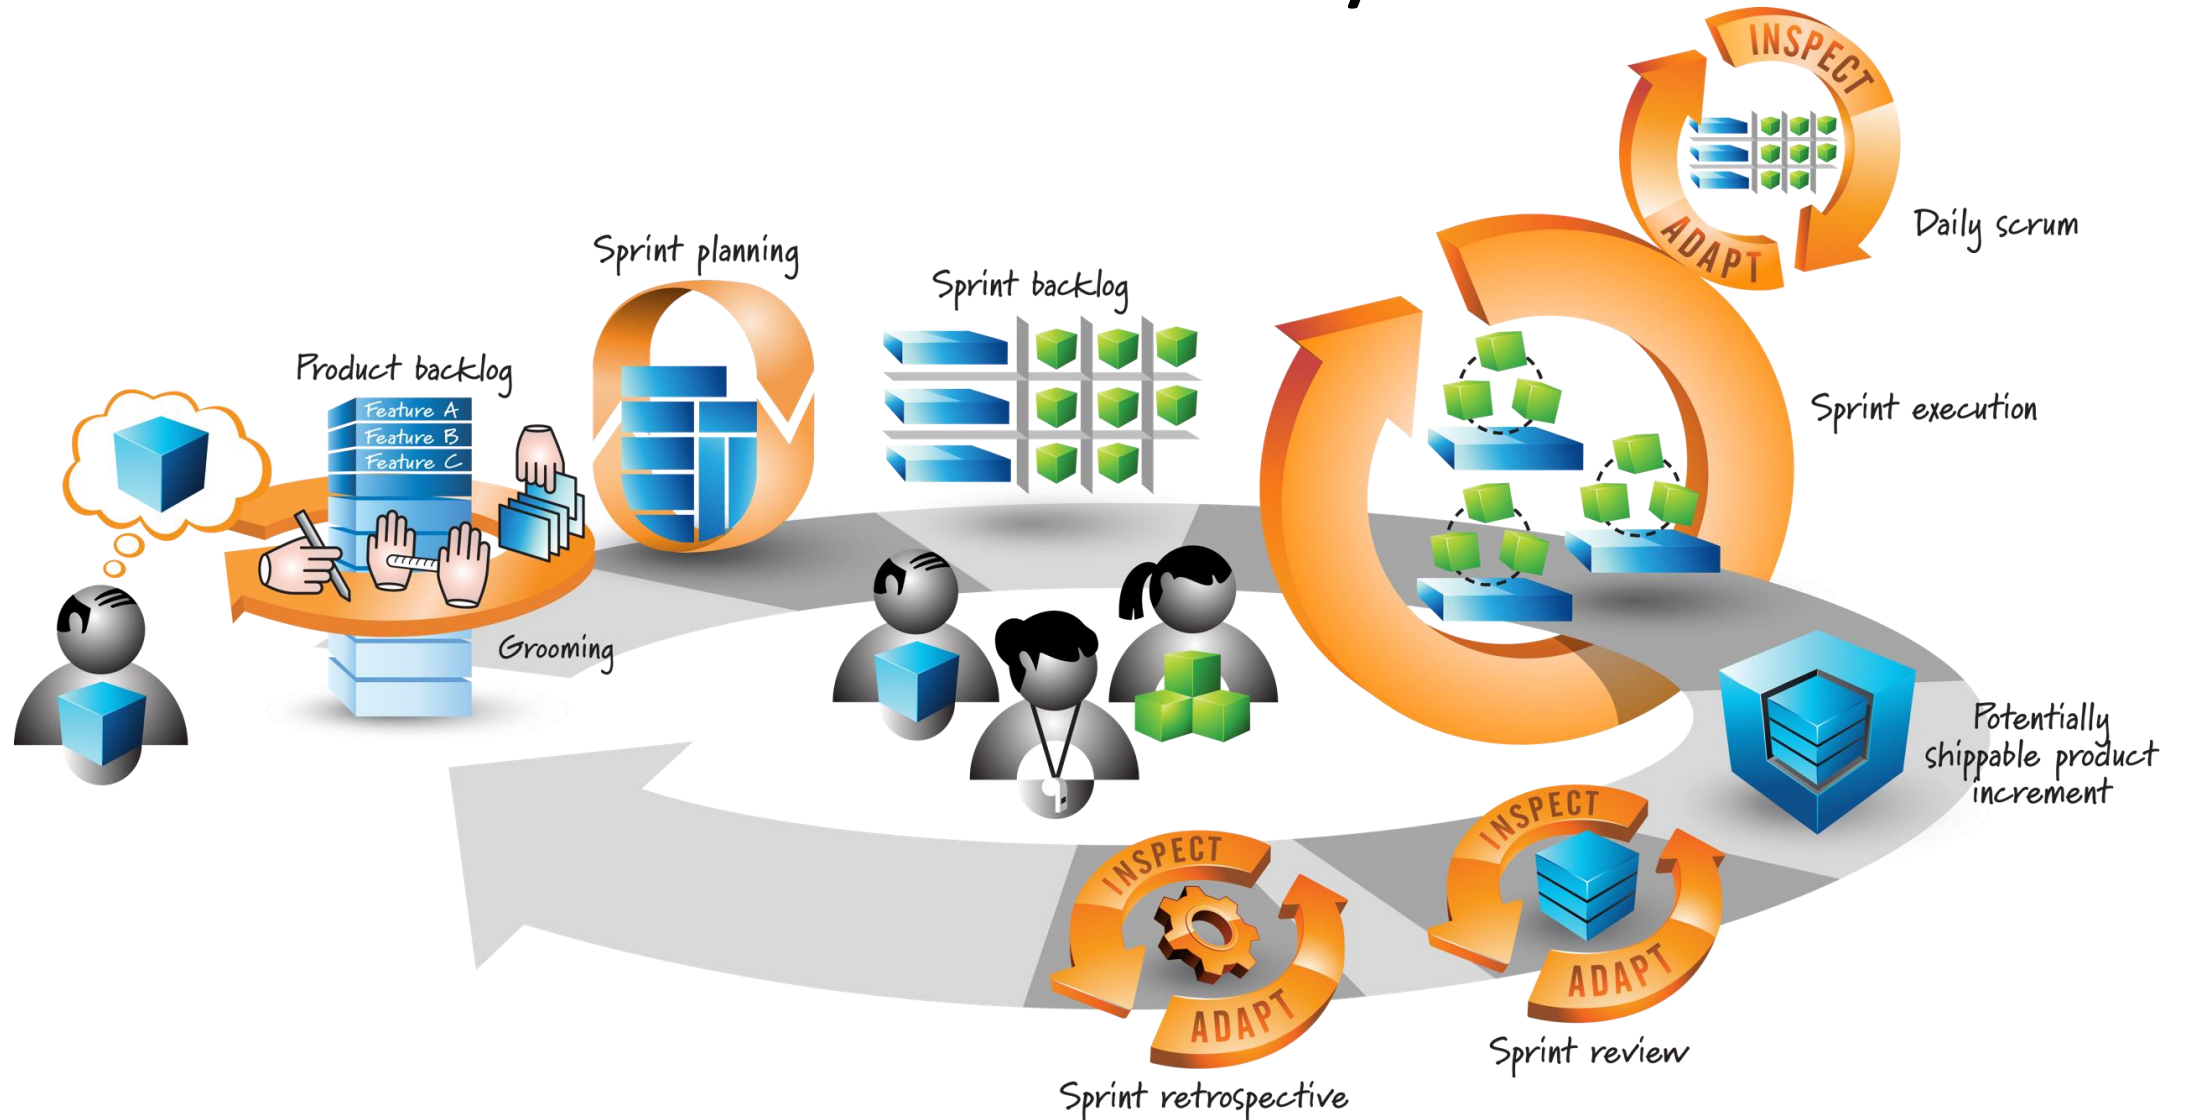 INSPECT
ADAPT
Daily scrum
Sprint planning
Sprint backlog
Product backlog
Feature A
Feature B
Feature C
Sprint execution
Grooming
Potentially
shippable product
increment
INSPECT
ADAPT
Sprint review
INSPECT
ADAPT
Sprint retrospective